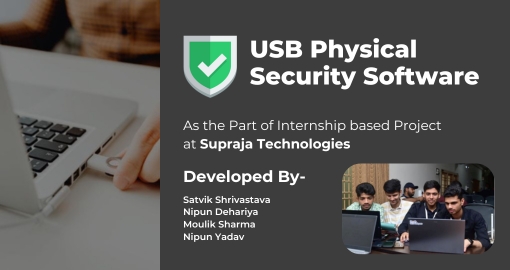 USB Physical
Security Software
As the Part of Internship based Project
at Supraja Technologies
Developed By-
Satvik Shrivastava
Nipun Dehariya
Moulik Sharma
Nipun Yadav